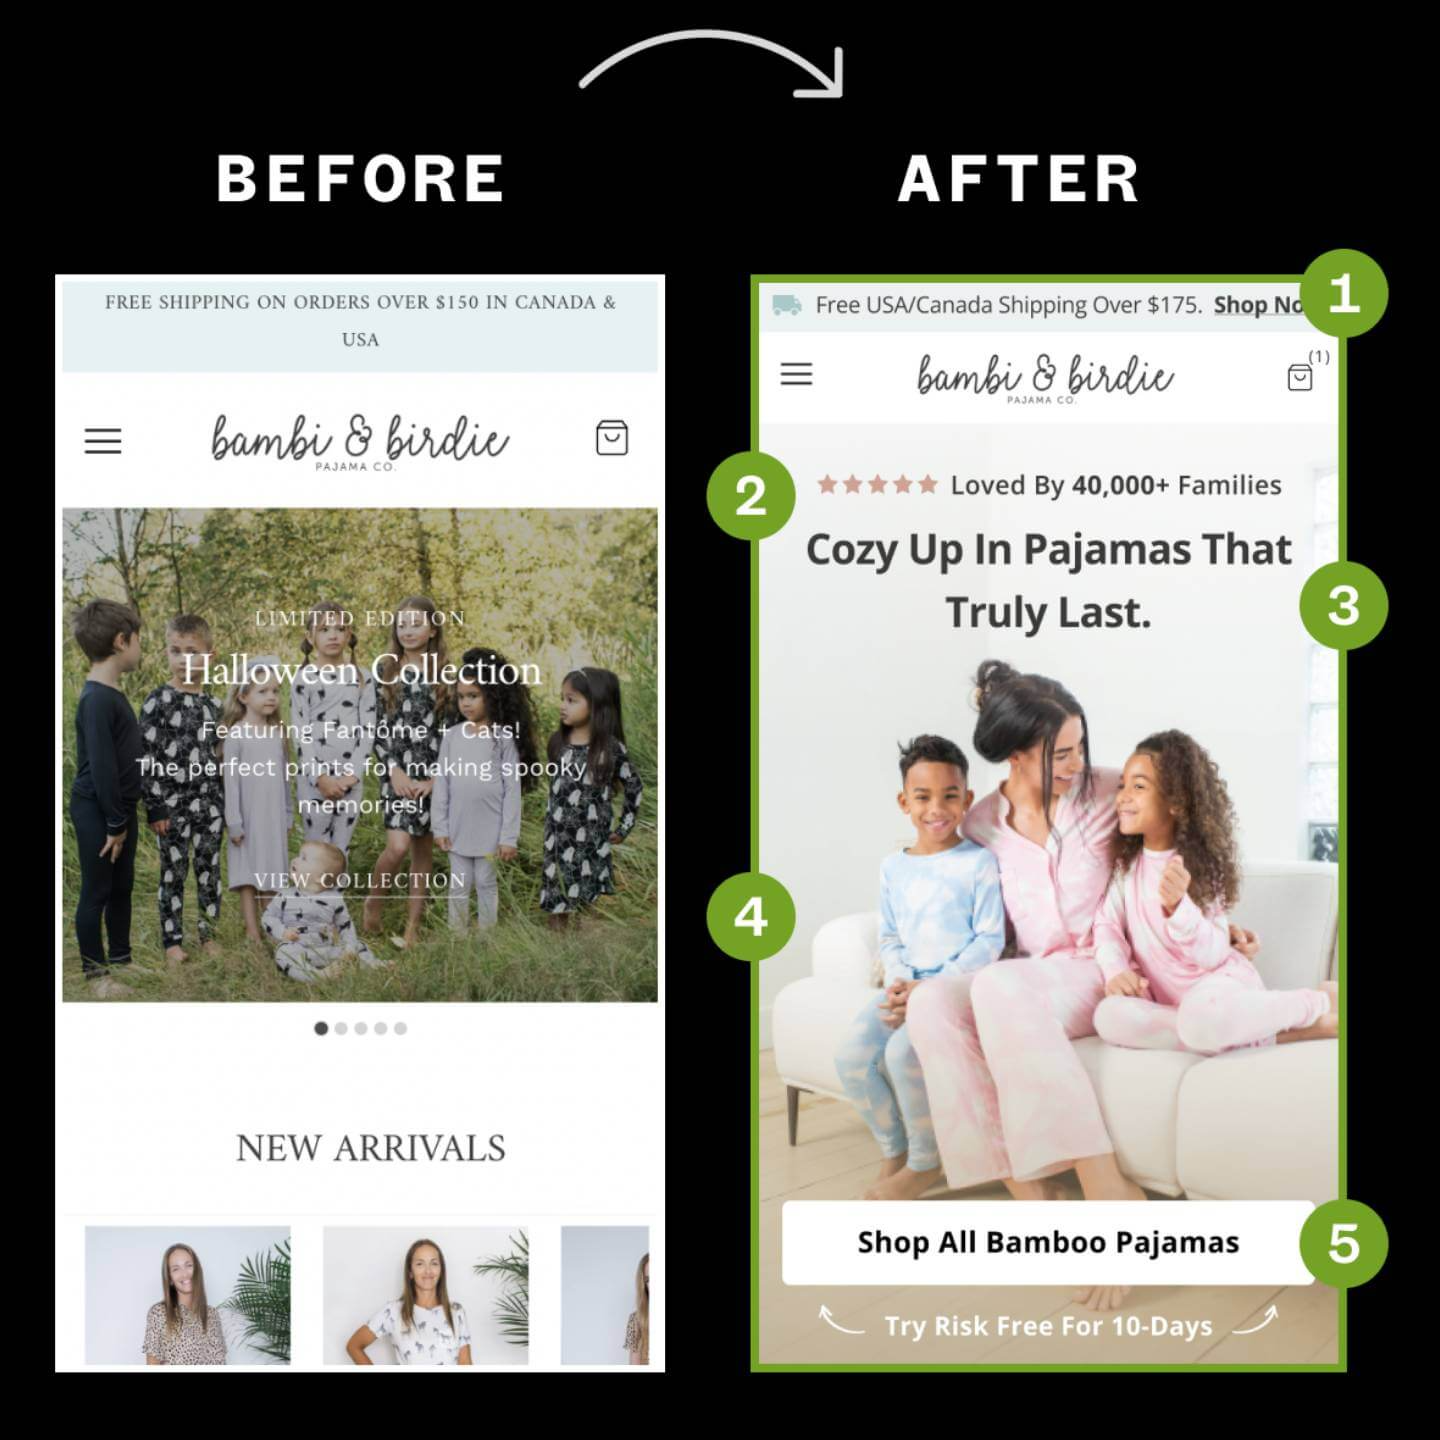 BEFORE
AFTER
FREE SHIPPING ON ORDERS OVER $150 IN CANADA &
USA
bambi & birdie
PAJAMA CO.
LIMITED EDITION
Halloween Collection
Featuring Fantôme + Cats!
The perfect prints for making spooky
memories!
VIEW COLLECTION
NEW ARRIVALS
1
Free USA/Canada Shipping Over $175. Shop No
bambi & birdie
PAJAMA CO.
(1)
2
Loved By 40,000+ Families
Cozy Up In Pajamas That
Truly Last.
3
4
Shop All Bamboo Pajamas
5
Try Risk Free For 10-Days